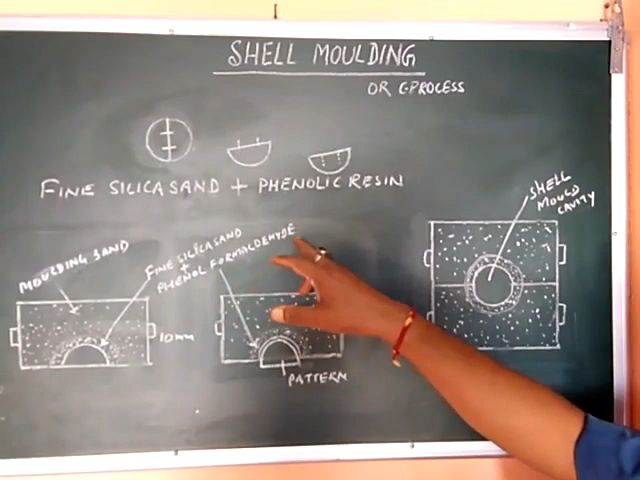 SHELL MOULDING
OR C-PROCESS
FINE SILICA SAND + PHENOLIC RESIN
SHELL
MOULD
CAVITY
MOULDING SAND
FINE SILICA SAND
+
PHENOL FORMALDEHYDE
10mm
PATTERM